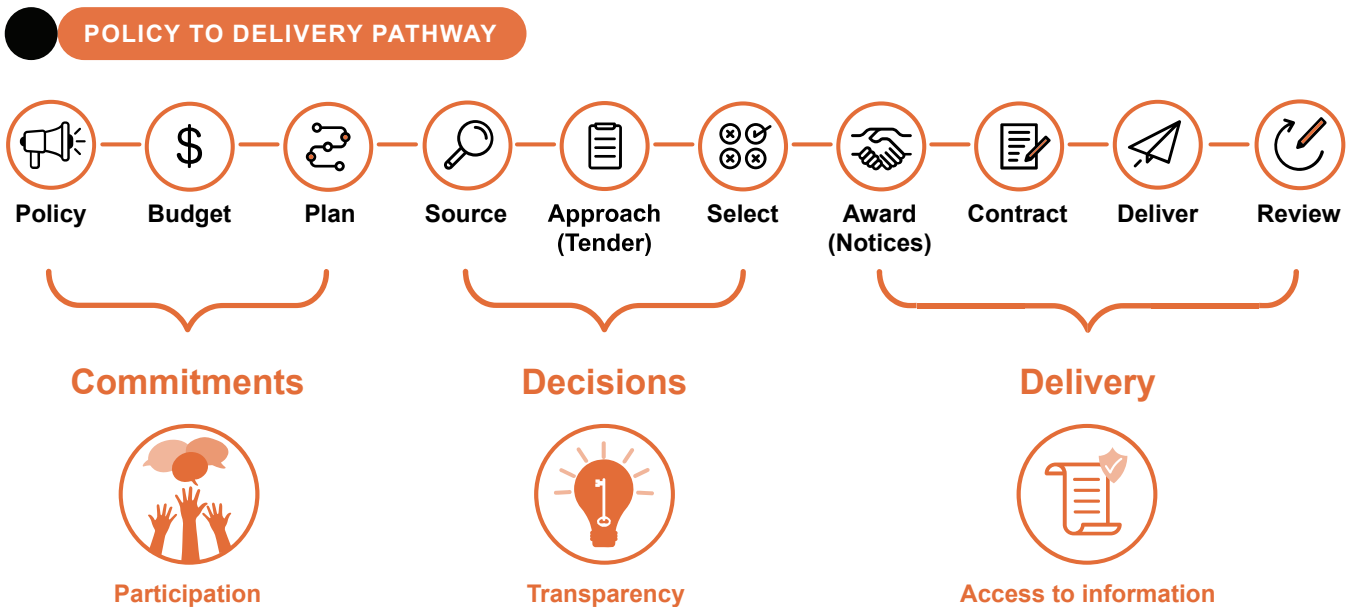 POLICY TO DELIVERY PATHWAY
$
Policy
Budget
Plan
Source
Approach
(Tender)
Select
Award
(Notices)
Contract
Deliver
Review
Commitments
Decisions
Delivery
Participation
Transparency
Access to information